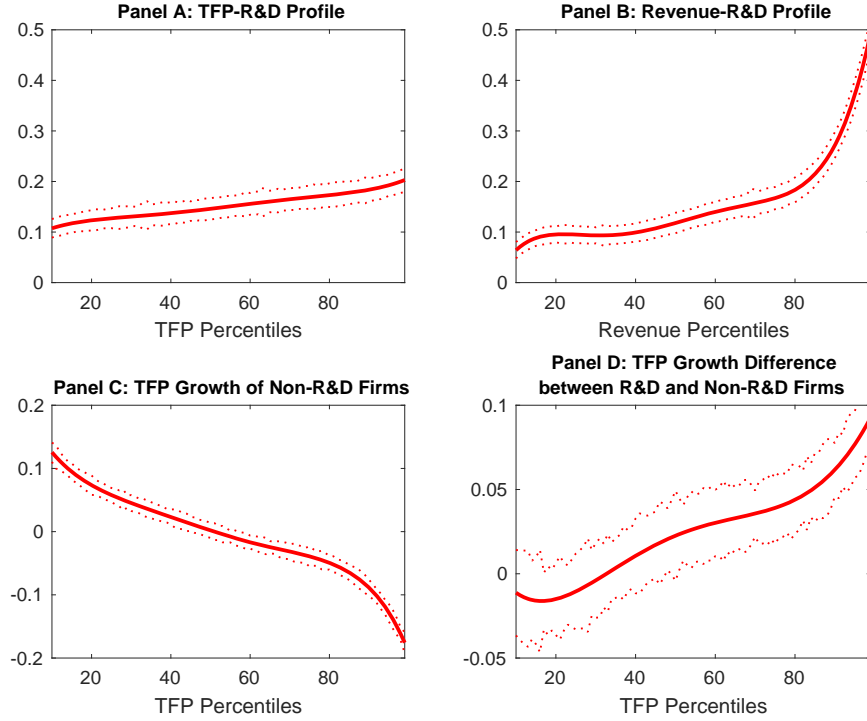 Panel A: TFP-R&D Profile
0.5
0.4
0.3
0.2
0.1
0
20 40 60 80
TFP Percentiles
Panel B: Revenue-R&D Profile
0.5
0.4
0.3
0.2
0.1
0
20 40 60 80
Revenue Percentiles
Panel C: TFP Growth of Non-R&D Firms
0.2
0.1
0
-0.1
-0.2
20 40 60 80
TFP Percentiles
Panel D: TFP Growth Difference
between R&D and Non-R&D Firms
0.1
0.05
0
-0.05
20 40 60 80
TFP Percentiles